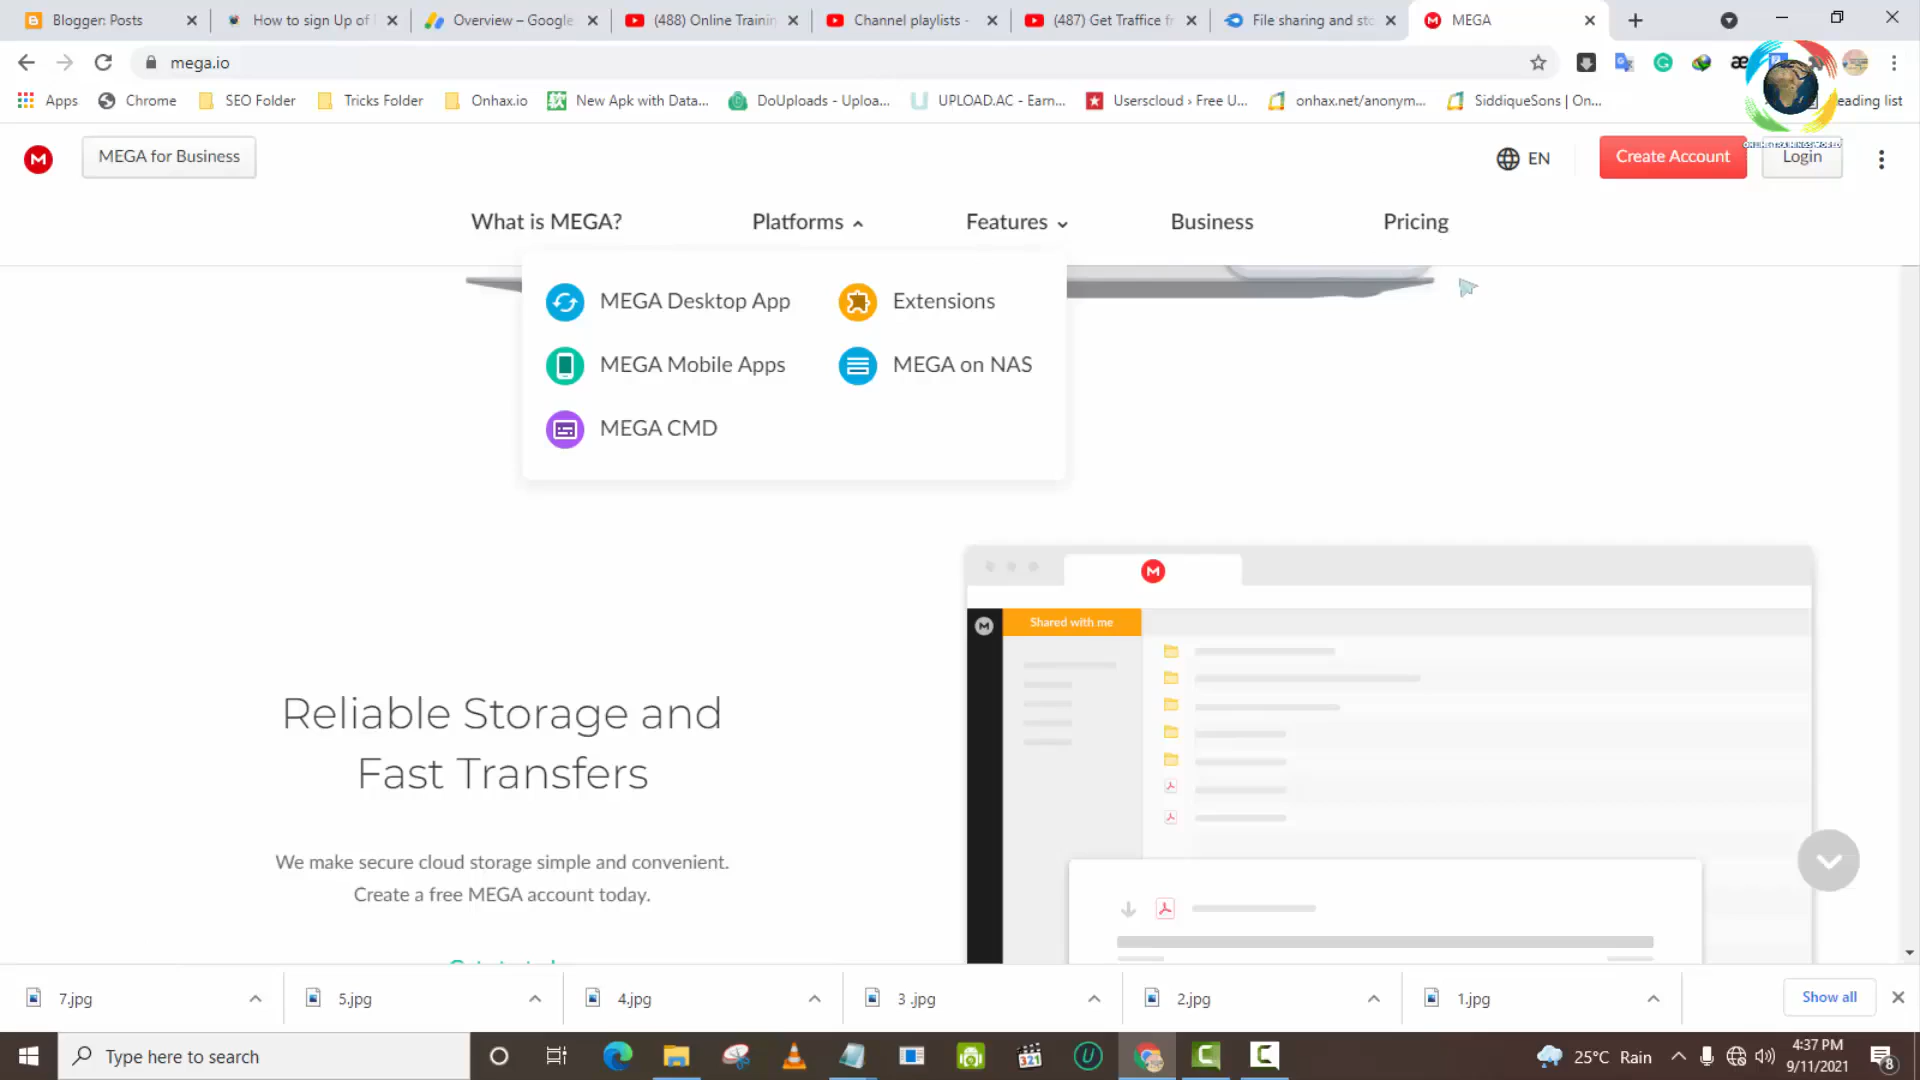 Blogger: Posts
How to sign Up of
Overview – Google
(488) Online Trainin
Channel playlists -
(487) Get Traffice fr
File sharing and sto
MEGA
mega.io
Apps
Chrome
SEO Folder
Tricks Folder
Onhax.io
New Apk with Data...
DoUploads - Uploa...
UPLOAD.AC - Earn...
Userscloud › Free U...
onhax.net/anonym...
SiddiqueSons | On...
eading list
MEGA for Business
EN
Create Account
Login
What is MEGA?
Platforms
Features
Business
Pricing
MEGA Desktop App
Extensions
MEGA Mobile Apps
MEGA on NAS
MEGA CMD
Shared with me
Reliable Storage and
Fast Transfers
We make secure cloud storage simple and convenient.
Create a free MEGA account today.
7.jpg
5.jpg
4.jpg
3 .jpg
2.jpg
1.jpg
Show all
Type here to search
25°C Rain
4:37 PM
9/11/2021
8